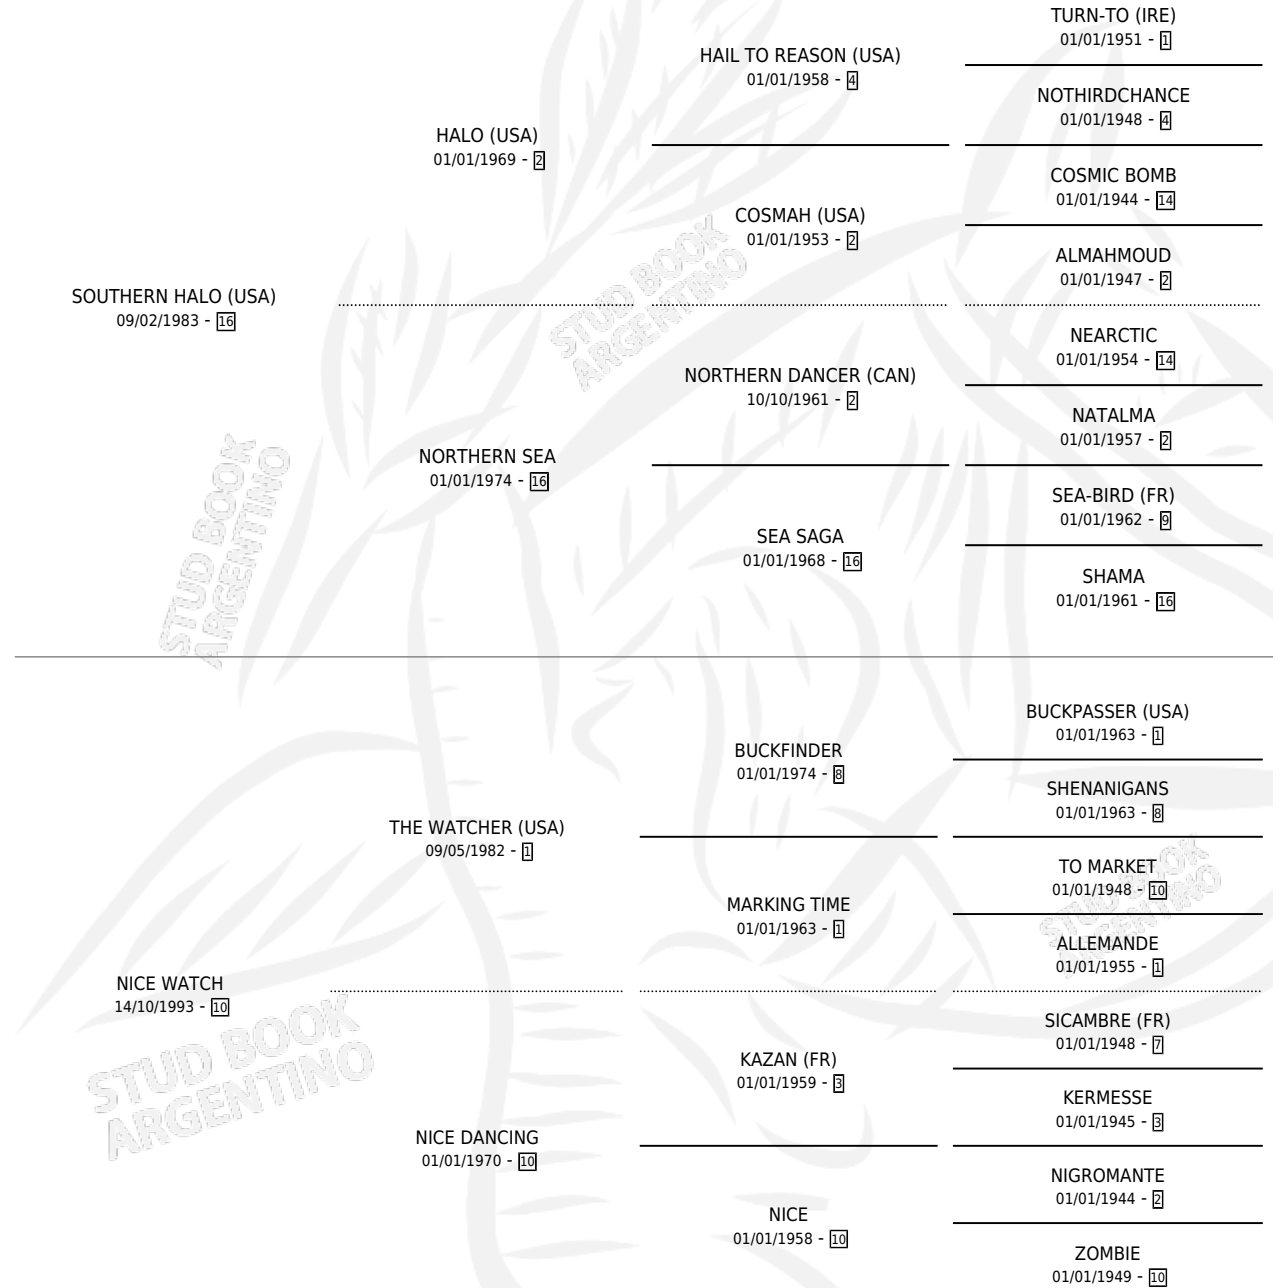 TURN-TO (IRE)
01/01/1951 - 1
HAIL TO REASON (USA)
01/01/1958 - 4
NOTHIRDCHANCE
01/01/1948 - 4
HALO (USA)
01/01/1969 - 2
COSMIC BOMB
01/01/1944 - 14
COSMAH (USA)
01/01/1953 - 2
ALMAHMOUD
01/01/1947 - 2
SOUTHERN HALO (USA)
09/02/1983 - 16
STUD BOOK
ARGENTINO
NEARCTIC
01/01/1954 - 14
NORTHERN DANCER (CAN)
10/10/1961 - 2
NATALMA
01/01/1957 - 2
NORTHERN SEA
01/01/1974 - 16
SEA-BIRD (FR)
01/01/1962 - 9
SEA SAGA
01/01/1968 - 16
SHAMA
01/01/1961 - 16
STUD BOOK
ARGENTINO
BUCKPASSER (USA)
01/01/1963 - 1
BUCKFINDER
01/01/1974 - 8
SHENANIGANS
01/01/1963 - 8
THE WATCHER (USA)
09/05/1982 - 1
TO MARKET
01/01/1948 - 10
MARKING TIME
01/01/1963 - 1
STUD BOOK
ARGENTINO
ALLEMANDE
01/01/1955 - 1
NICE WATCH
14/10/1993 - 10
SICAMBRE (FR)
01/01/1948 - 7
KAZAN (FR)
01/01/1959 - 3
STUD BOOK
ARGENTINO
KERMESSE
01/01/1945 - 3
NICE DANCING
01/01/1970 - 10
NIGROMANTE
01/01/1944 - 2
NICE
01/01/1958 - 10
ZOMBIE
01/01/1949 - 10